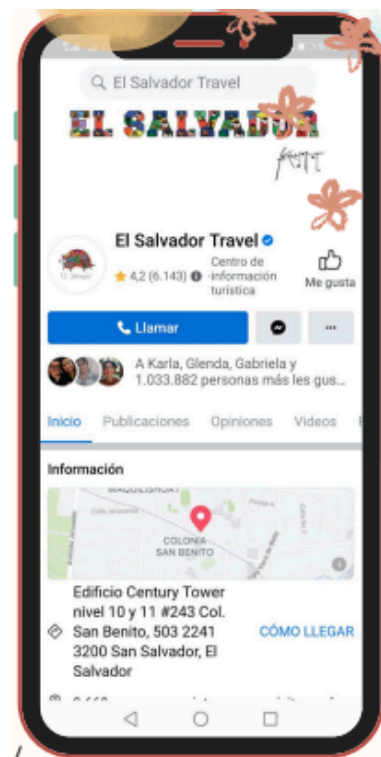 El Salvador Travel
EL SALVADOR
El Salvador Travel
4,2 (6.143)
Centro de
información
turística
Me gusta
Llamar
A Karla, Glenda, Gabriela y
1.033.882 personas más les gus...
Inicio Publicaciones Opiniones Videos
Información
COLONIA
SAN BENITO
Edificio Century Tower
nivel 10 y 11 #243 Col.
San Benito, 503 2241
3200 San Salvador, El
Salvador
CÓMO LLEGAR